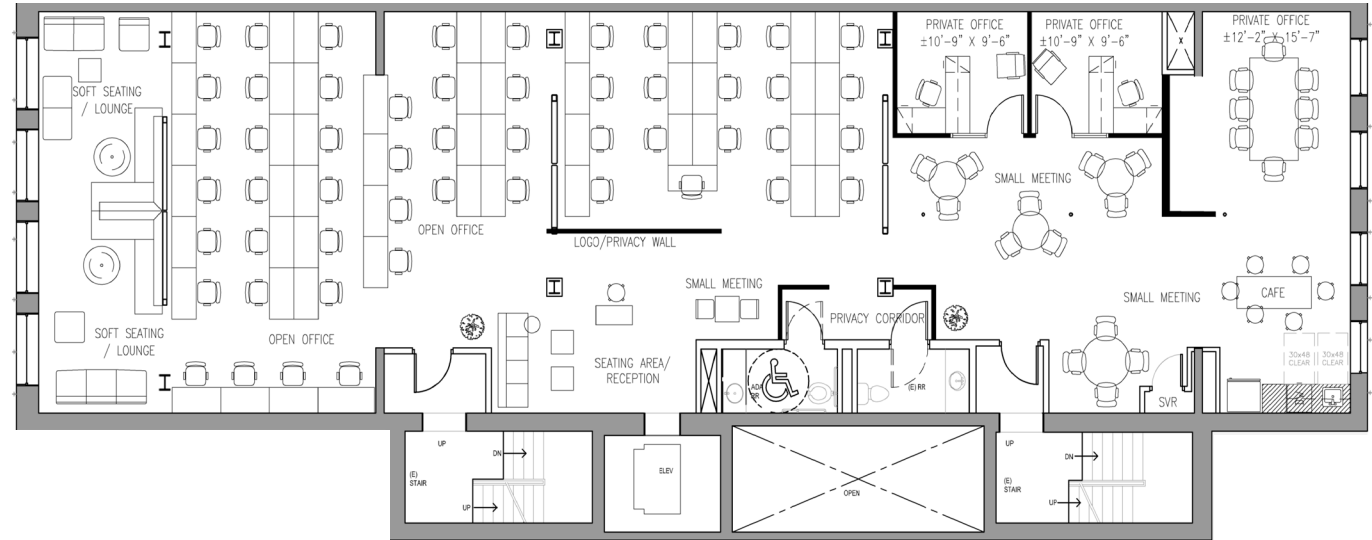 PRIVATE OFFICE
±10'-9" X 9'-6"
PRIVATE OFFICE
±10'-9" X 9'-6"
PRIVATE OFFICE
±12'-2" X 15'-7"
X
SOFT SEATING
/ LOUNGE
SMALL MEETING
OPEN OFFICE
LOGO/PRIVACY WALL
SMALL MEETING
CAFE
SMALL MEETING
PRIVACY CORRIDOR
SOFT SEATING
/ LOUNGE
OPEN OFFICE
SEATING AREA/
RECEPTION
30x48
CLEAR
30x48
CLEAR
ADA
RR
(E) RR
SVR
UP
DN
(E)
STAIR
UP
ELEV
OPEN
UP
DN
(E)
STAIR
UP